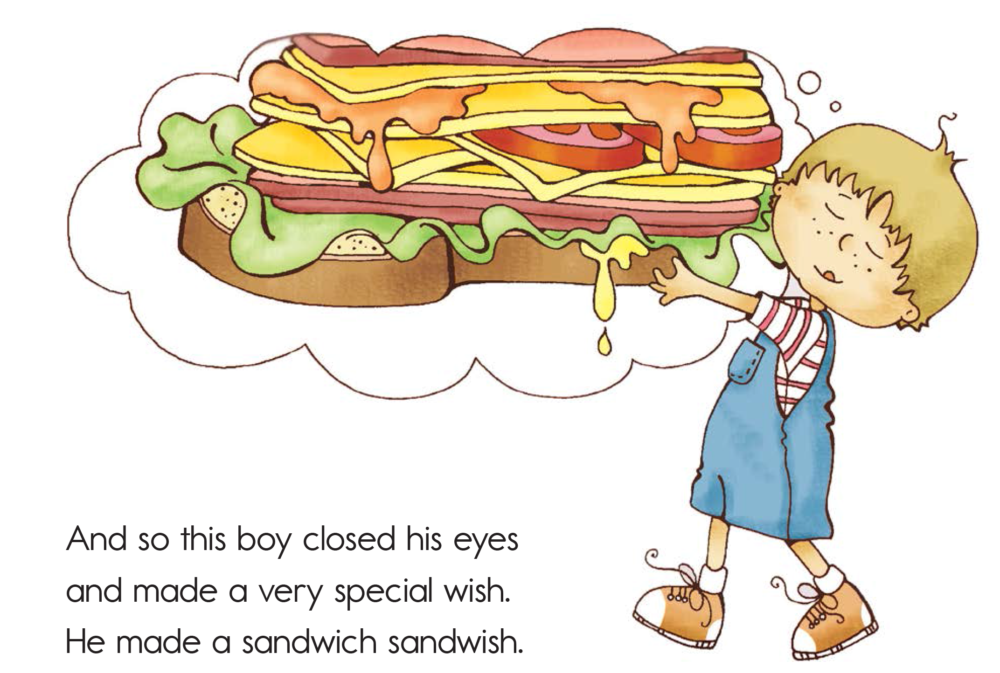 And so this boy closed his eyes
and made a very special wish.
He made a sandwich sandwish.